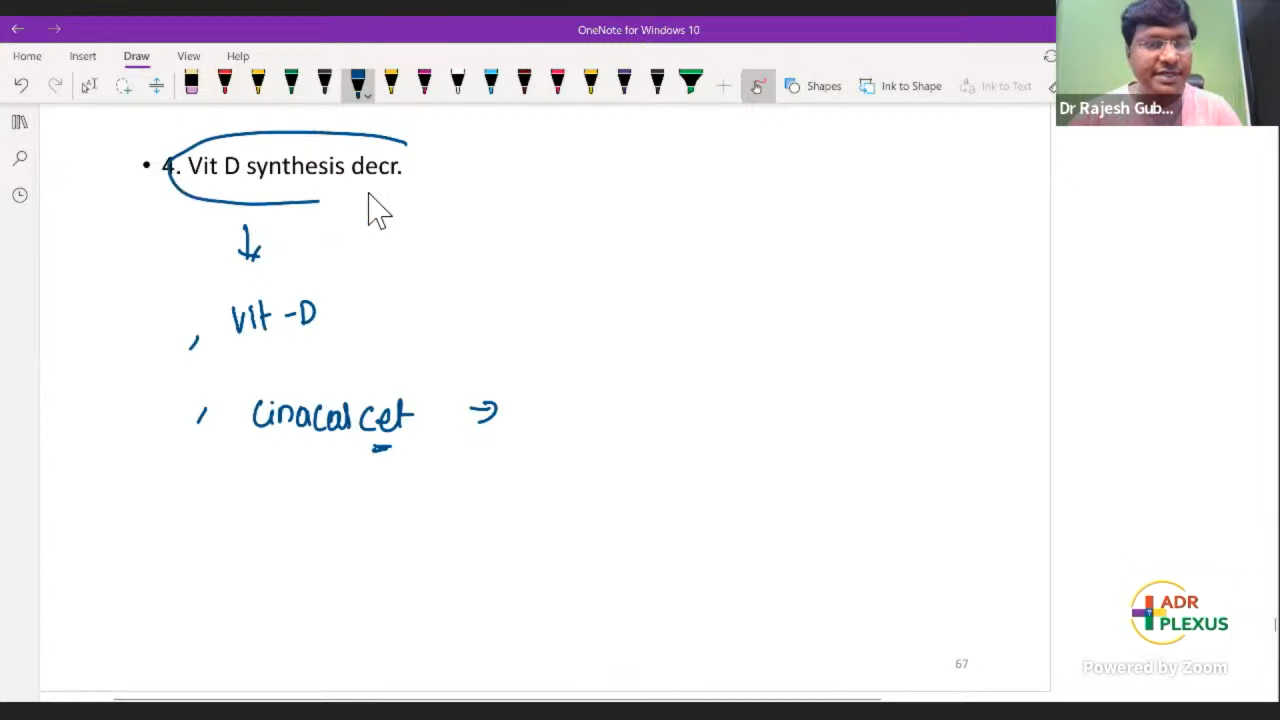 OneNote for Windows 10
Home Insert Draw View Help
Shapes Ink to Shape Ink to Text
Dr Rajesh Gub...
• 4. Vit D synthesis decr.
Vit -D
Cinacalcet
ADR
PLEXUS
67
Powered by Zoom